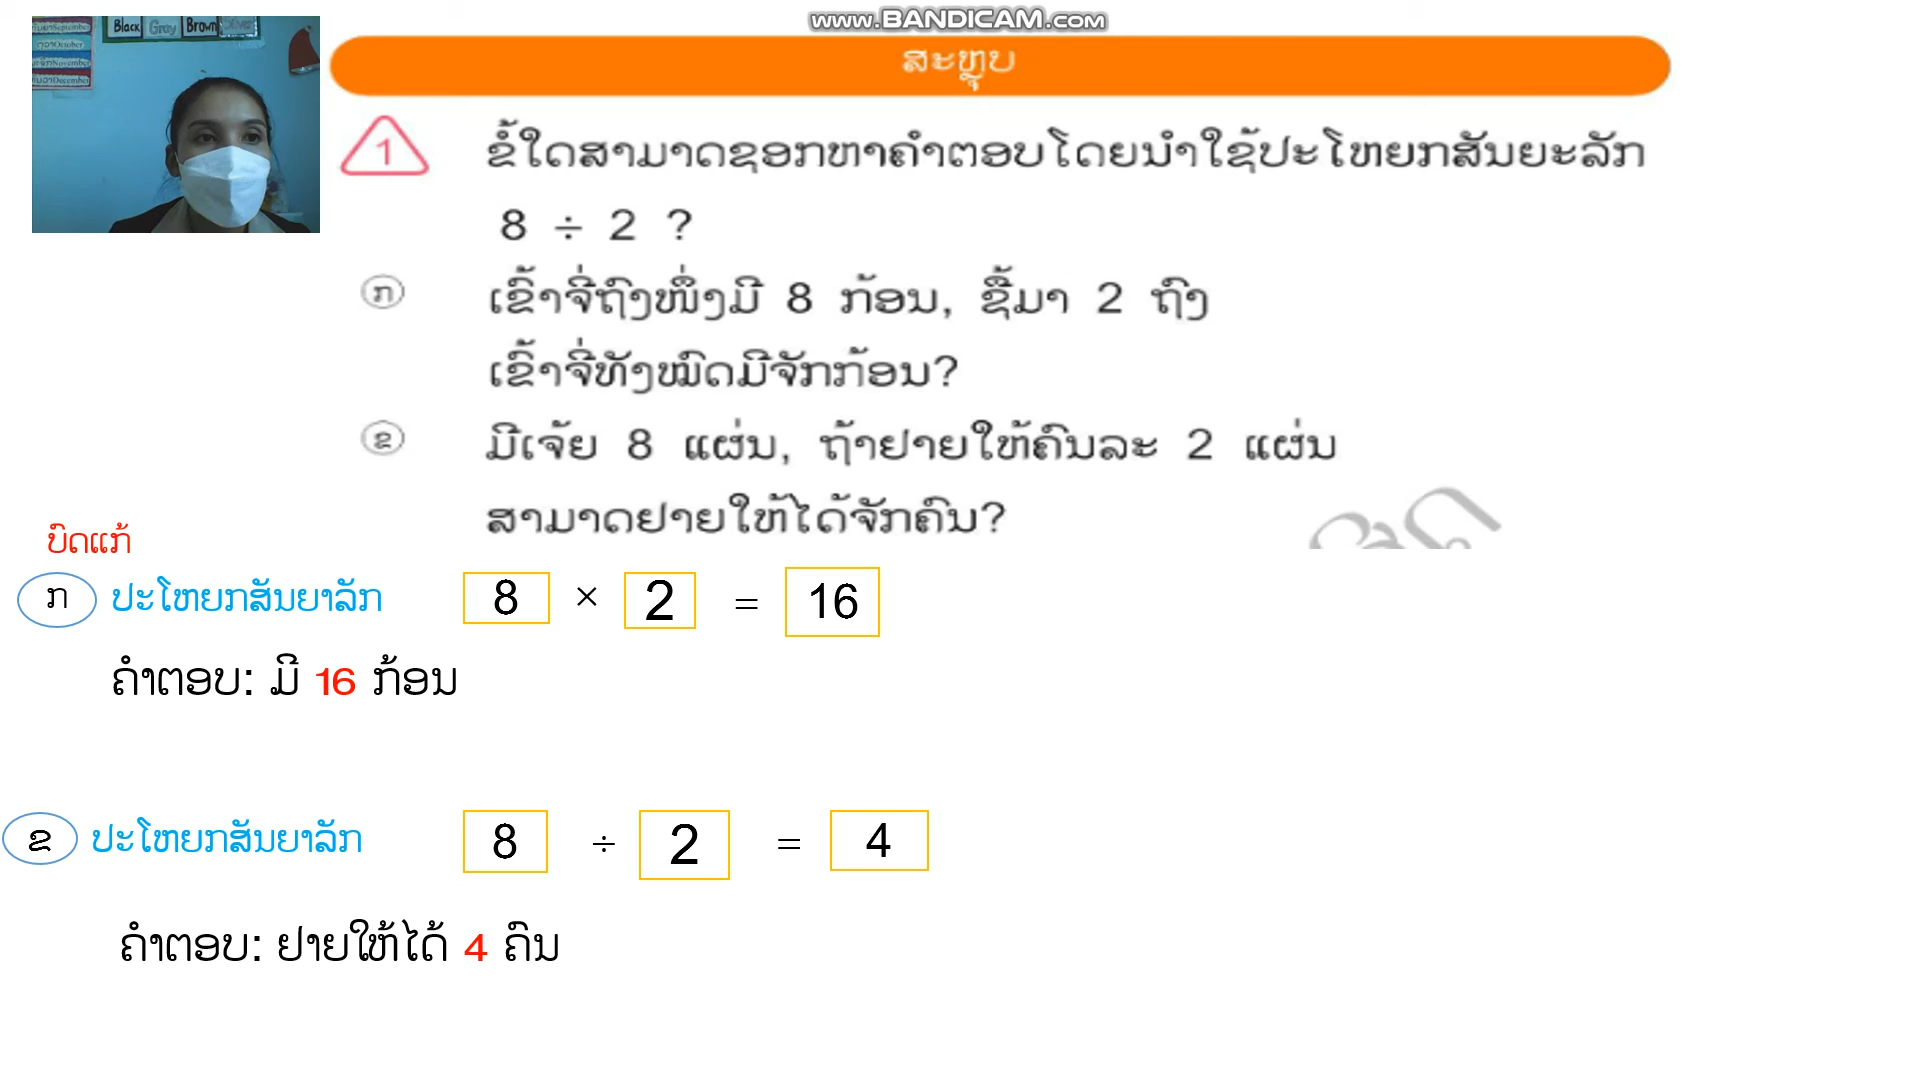 www.BANDICAM.com
Black Gray Brown Silver
ສະຫຼຸບ
1 ຂໍ້ໃດສາມາດຊອກຫາຄຳຕອບໂດຍນຳໃຊ້ປະໂຫຍກສັນຍະລັກ
8 ÷ 2 ?
ກ ເຂົ້າຈີ່ຖົງໜຶ່ງມີ 8 ກ້ອນ, ຊື້ມາ 2 ຖົງ
ເຂົ້າຈີ່ທັງໝົດມີຈັກກ້ອນ?
ຂ ມີເຈ້ຍ 8 ແຜ່ນ, ຖ້າຢາຍໃຫ້ຄົນລະ 2 ແຜ່ນ
ສາມາດຢາຍໃຫ້ໄດ້ຈັກຄົນ?
ບົດແກ້
ກ ປະໂຫຍກສັນຍາລັກ 8 × 2 = 16
ຄຳຕອບ: ມີ 16 ກ້ອນ
ຂ ປະໂຫຍກສັນຍາລັກ 8 ÷ 2 = 4
ຄຳຕອບ: ຢາຍໃຫ້ໄດ້ 4 ຄົນ